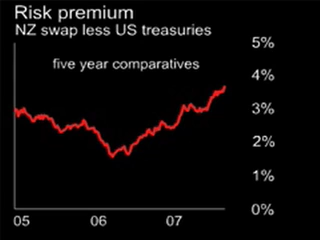 Risk premium
NZ swap less US treasuries
five year comparatives
5%
4%
3%
2%
1%
0%
05 06 07